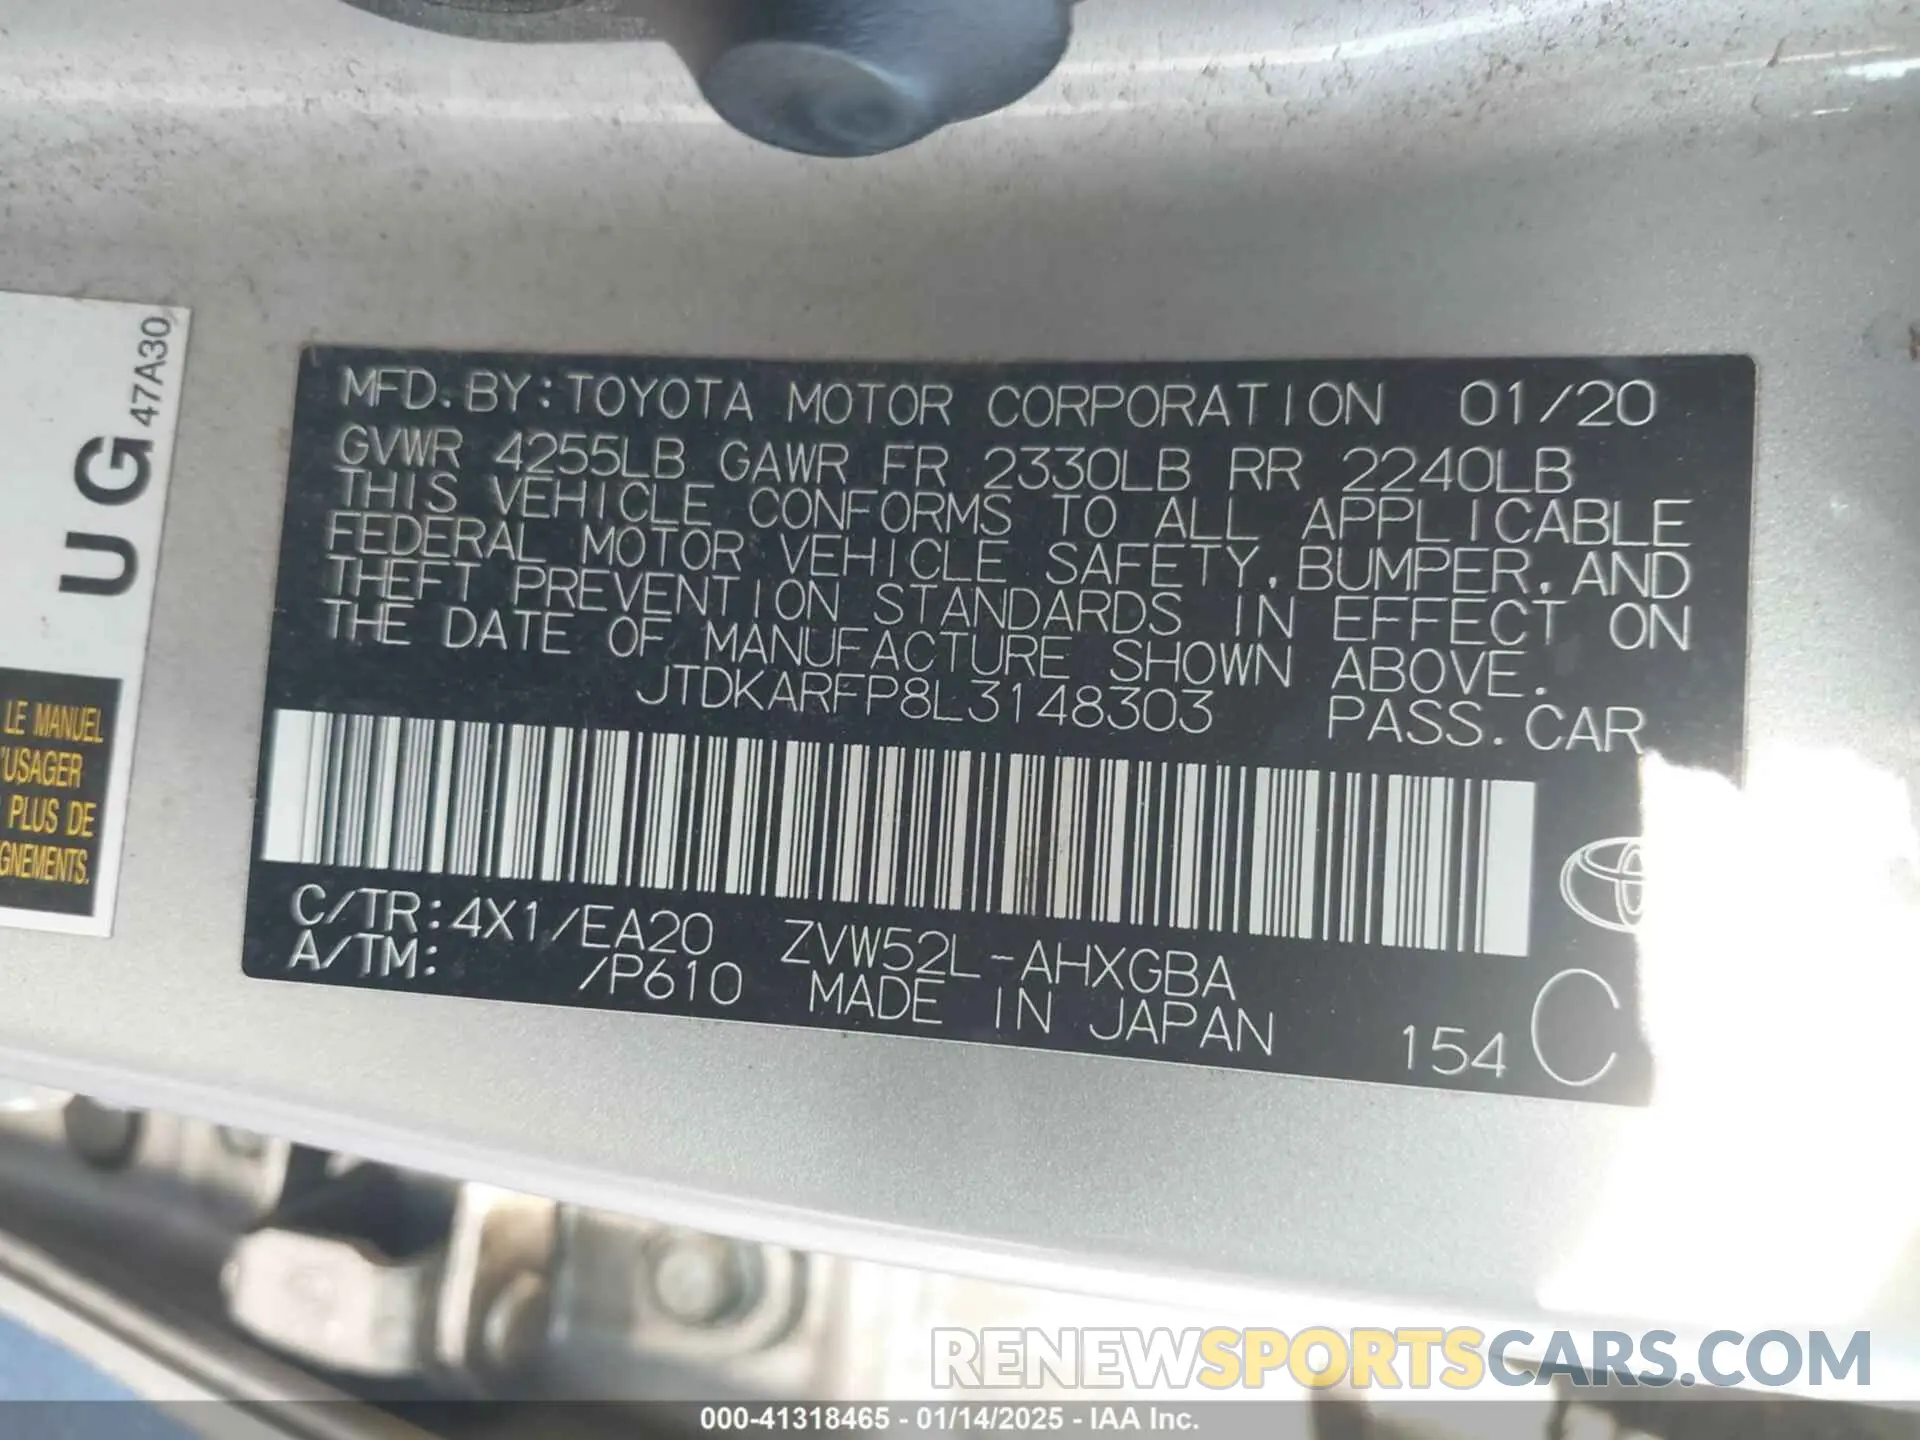 MFD. BY: TOYOTA MOTOR CORPORATION 01/20
GVWR 4255LB GAWR FR 2330LB RR 2240LB
THIS VEHICLE CONFORMS TO ALL APPLICABLE
FEDERAL MOTOR VEHICLE SAFETY, BUMPER, AND
THEFT PREVENTION STANDARDS IN EFFECT ON
THE DATE OF MANUFACTURE SHOWN ABOVE.
JTDKARFP8L3148303 PASS. CAR
C/TR: 4X1/EA20 ZVW52L-AHXGBA
A/TM: /P610 MADE IN JAPAN 154 C
UG 47A30
LE MANUEL
'USAGER
PLUS DE
GNEMENTS.
RENEWSPORTSCARS.COM
000-41318465 - 01/14/2025 - IAA Inc.